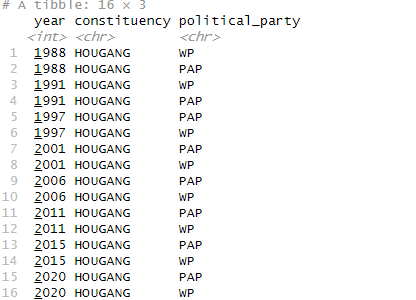 # A tibble: 16 × 3
year constituency political_party
<int> <chr> <chr>
1 1988 HOUGANG WP
2 1988 HOUGANG PAP
3 1991 HOUGANG WP
4 1991 HOUGANG PAP
5 1997 HOUGANG PAP
6 1997 HOUGANG WP
7 2001 HOUGANG PAP
8 2001 HOUGANG WP
9 2006 HOUGANG PAP
10 2006 HOUGANG WP
11 2011 HOUGANG PAP
12 2011 HOUGANG WP
13 2015 HOUGANG PAP
14 2015 HOUGANG WP
15 2020 HOUGANG PAP
16 2020 HOUGANG WP